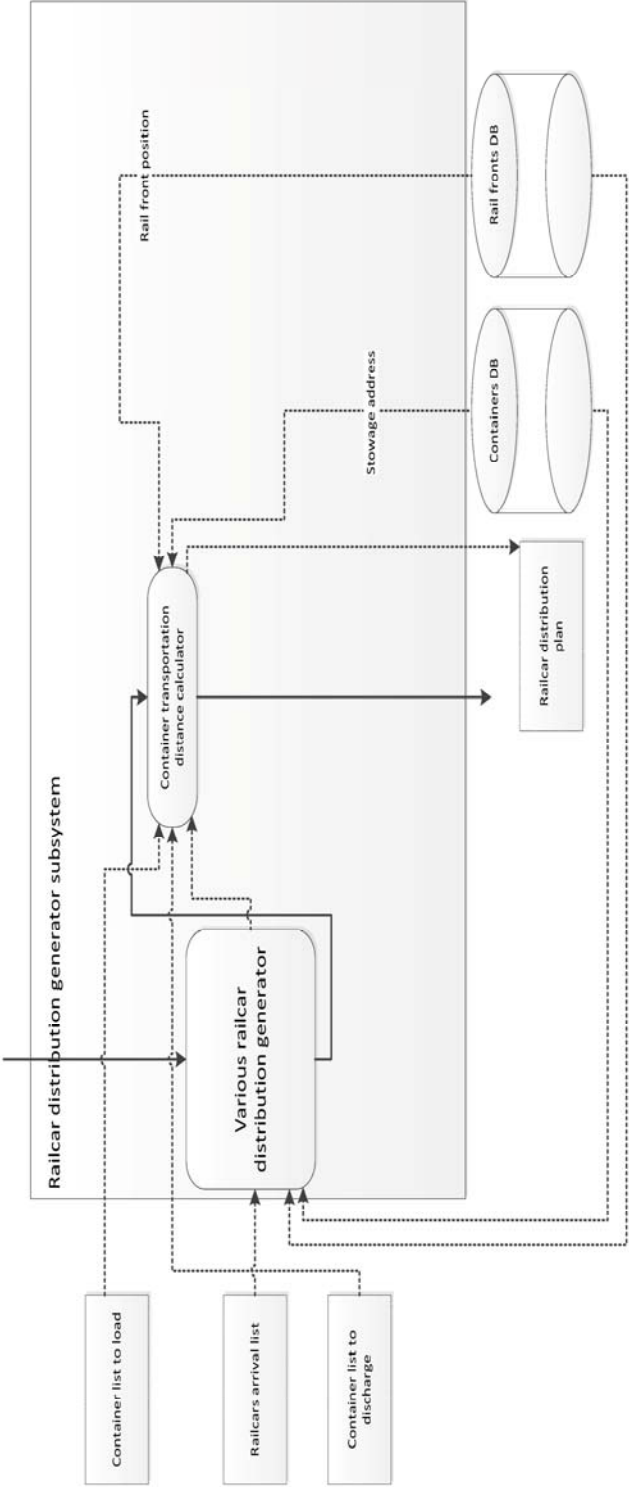 Railcar distribution generator subsystem
Container list to load
Railcars arrival list
Container list to
discharge
Various railcar
distribution generator
Container transportation
distance calculator
Rail front position
Stowage address
Railcar distribution
plan
Containers DB
Rail fronts DB